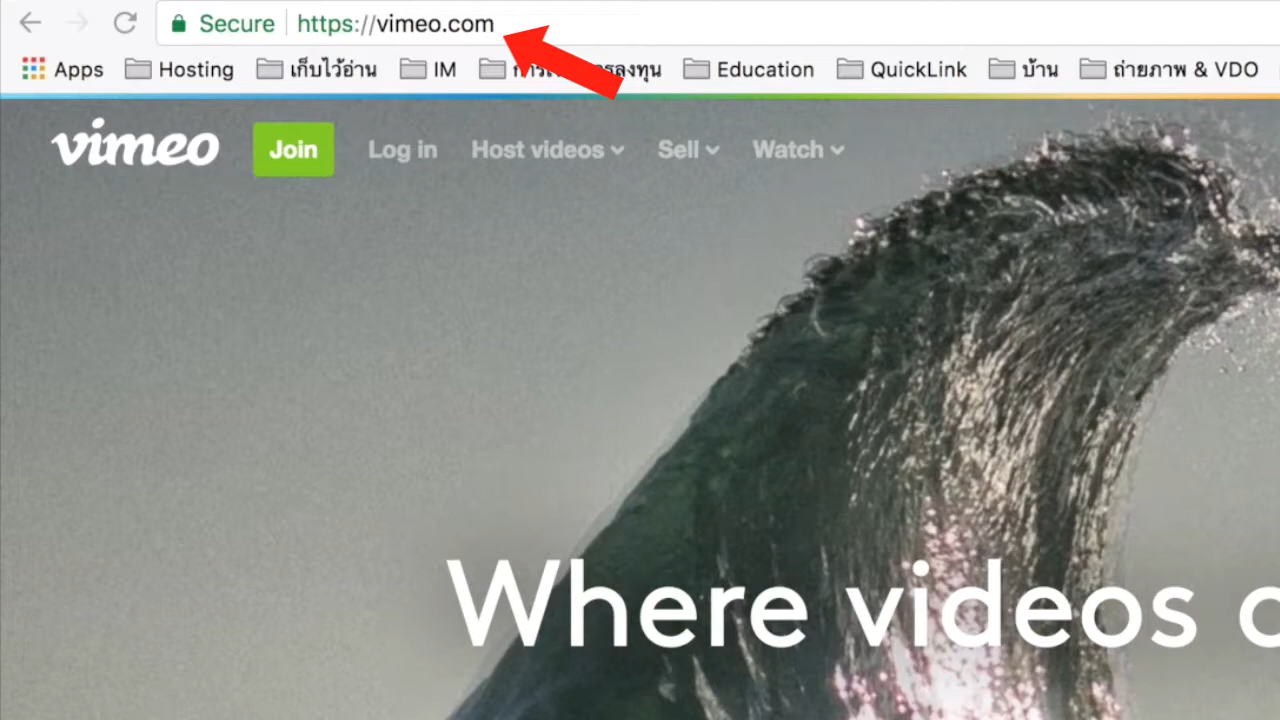 Secure https://vimeo.com
Apps Hosting เก็บไว้อ่าน IM Education QuickLink บ้าน ถ่ายภาพ & VDO
vimeo Join Log in Host videos Sell Watch
Where videos